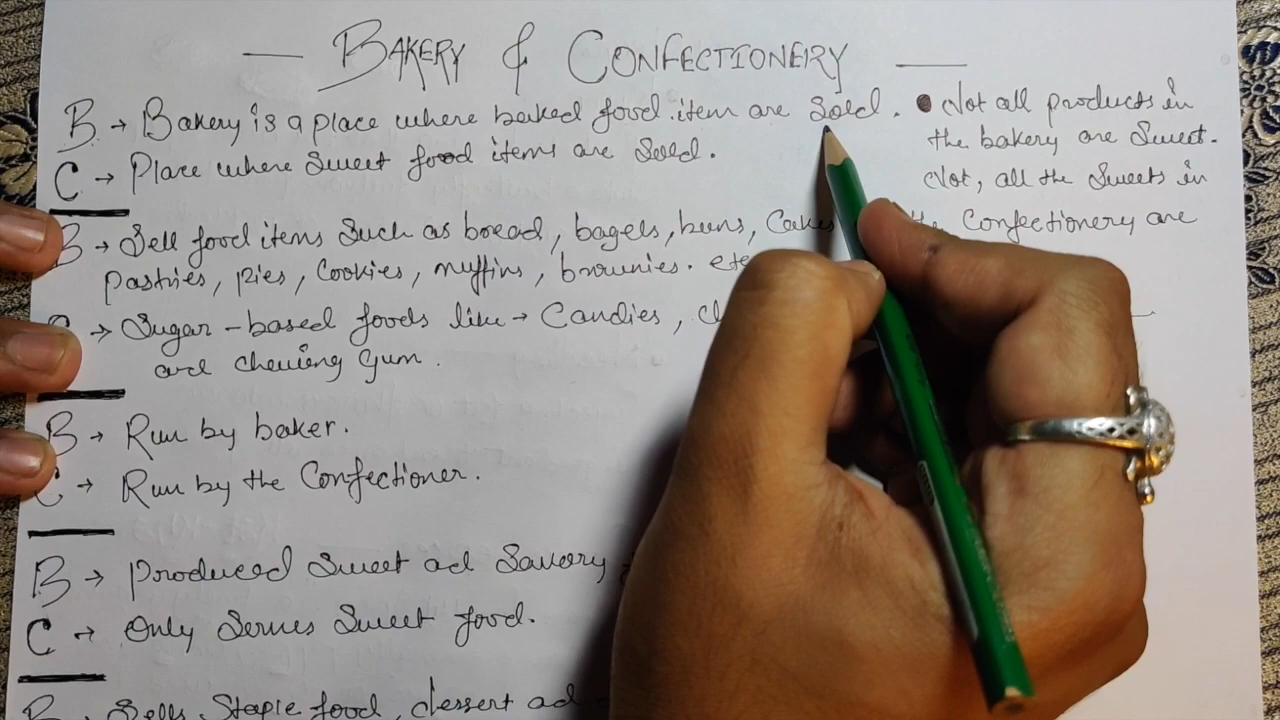 — BAKERY & CONFECTIONERY —
B → Bakery is a place where baked food item are sold.
C → Place where sweet food items are sold.
B → Sell food items such as bread, bagels, buns, Cakes
pastries, pies, Cookies, muffins, brownies. etc
C → Sugar-based foods like → Candies,
are chewing gum.
B → Run by baker.
C → Run by the Confectioner.
B → Produced sweet ad Savory
C → Only Serves Sweet food.
B → Sells Staple food, dessert ad
● Not all products in
the bakery are Sweet.
Not, all the Sweets in
Confectionery are